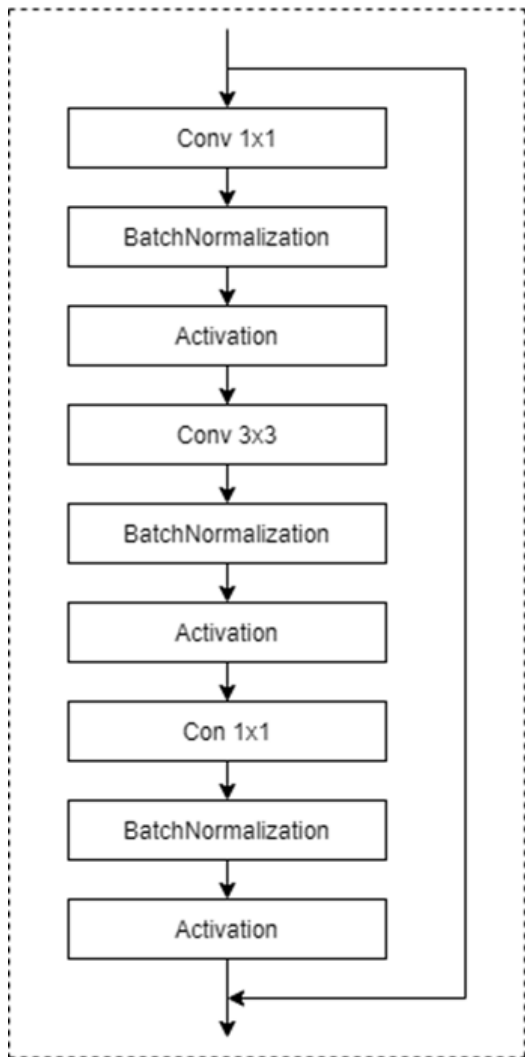 Conv 1x1
BatchNormalization
Activation
Conv 3x3
BatchNormalization
Activation
Con 1x1
BatchNormalization
Activation